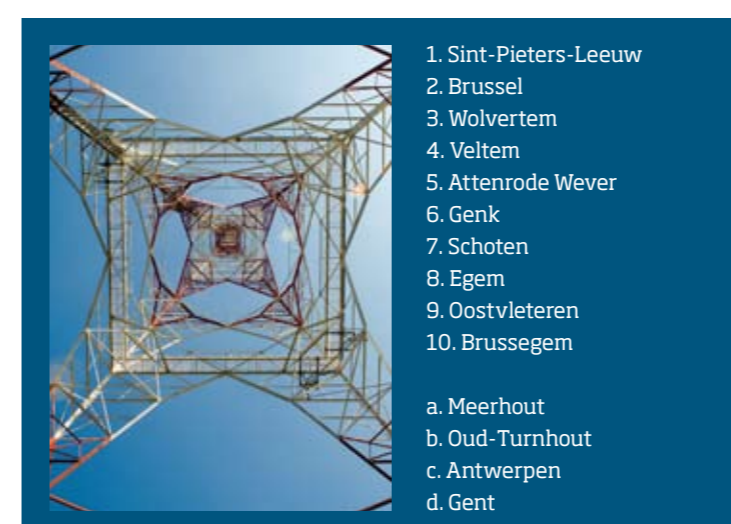 1. Sint-Pieters-Leeuw
2. Brussel
3. Wolvertem
4. Veltem
5. Attenrode Wever
6. Genk
7. Schoten
8. Egem
9. Oostvleteren
10. Brussegem
a. Meerhout
b. Oud-Turnhout
c. Antwerpen
d. Gent